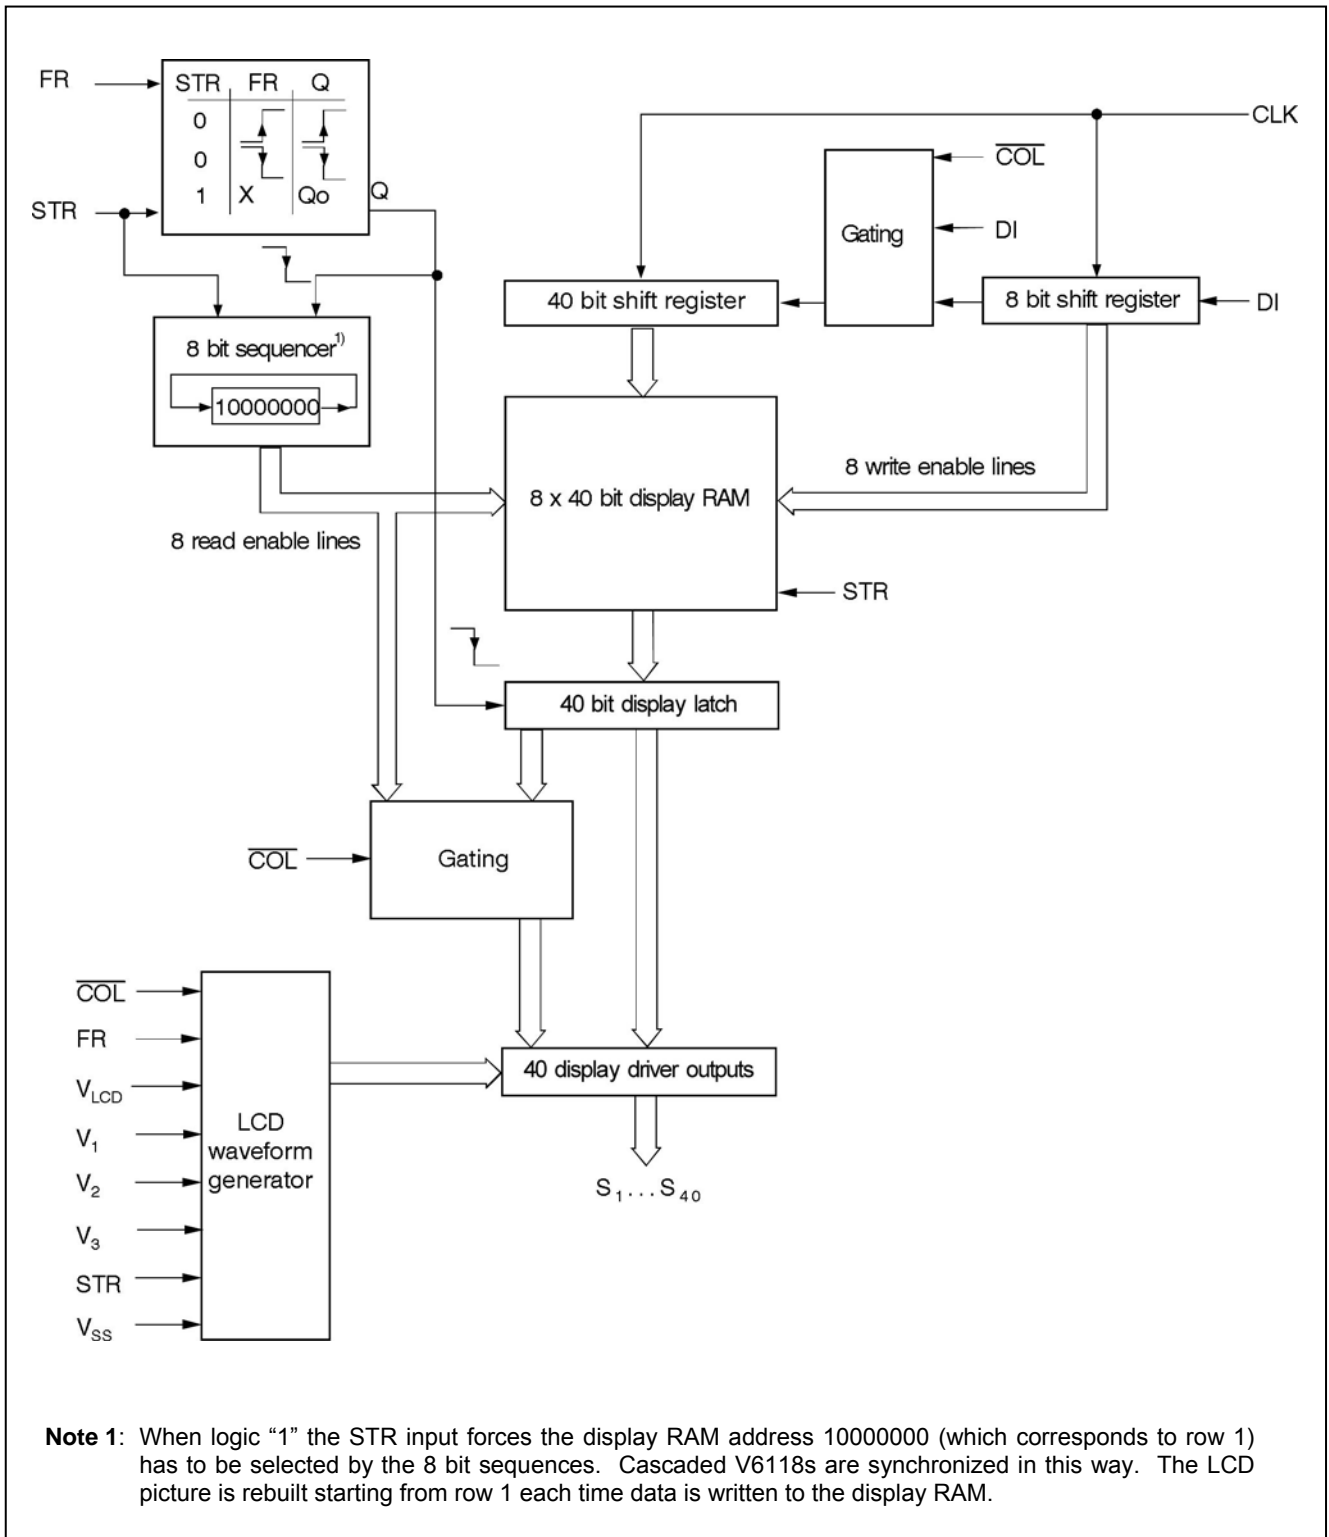 FR
STR FR Q
0
0
1 X Qo
Q
STR
CLK
COL
DI
Gating
40 bit shift register
8 bit shift register
DI
8 bit sequencer1)
10000000
8 x 40 bit display RAM
8 write enable lines
8 read enable lines
STR
40 bit display latch
COL
Gating
COL
FR
VLCD
V1
V2
V3
STR
VSS
LCD
waveform
generator
40 display driver outputs
S1...S40
Note 1: When logic “1” the STR input forces the display RAM address 10000000 (which corresponds to row 1)
has to be selected by the 8 bit sequences. Cascaded V6118s are synchronized in this way. The LCD
picture is rebuilt starting from row 1 each time data is written to the display RAM.